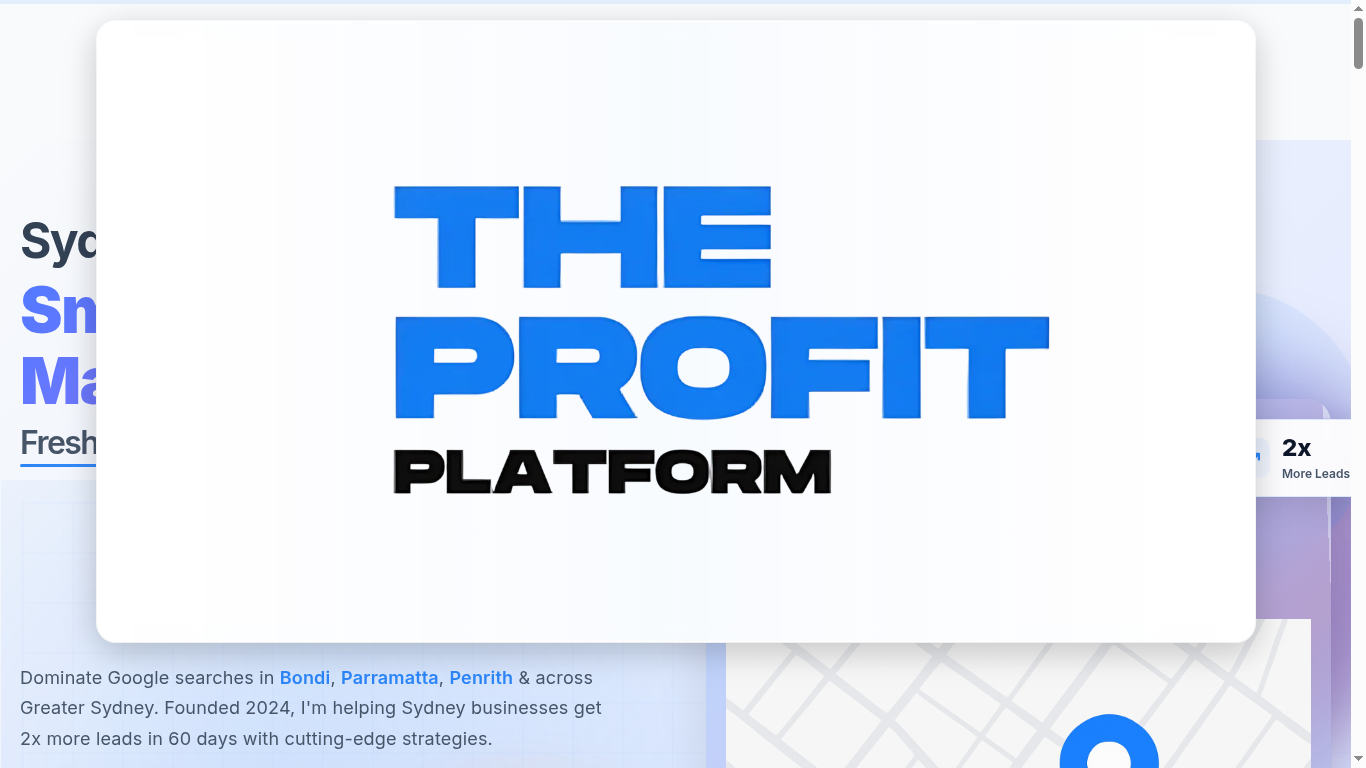 THE
PROFIT
PLATFORM
Fresh
2x
More Leads
Dominate Google searches in Bondi, Parramatta, Penrith & across
Greater Sydney. Founded 2024, I'm helping Sydney businesses get
2x more leads in 60 days with cutting-edge strategies.